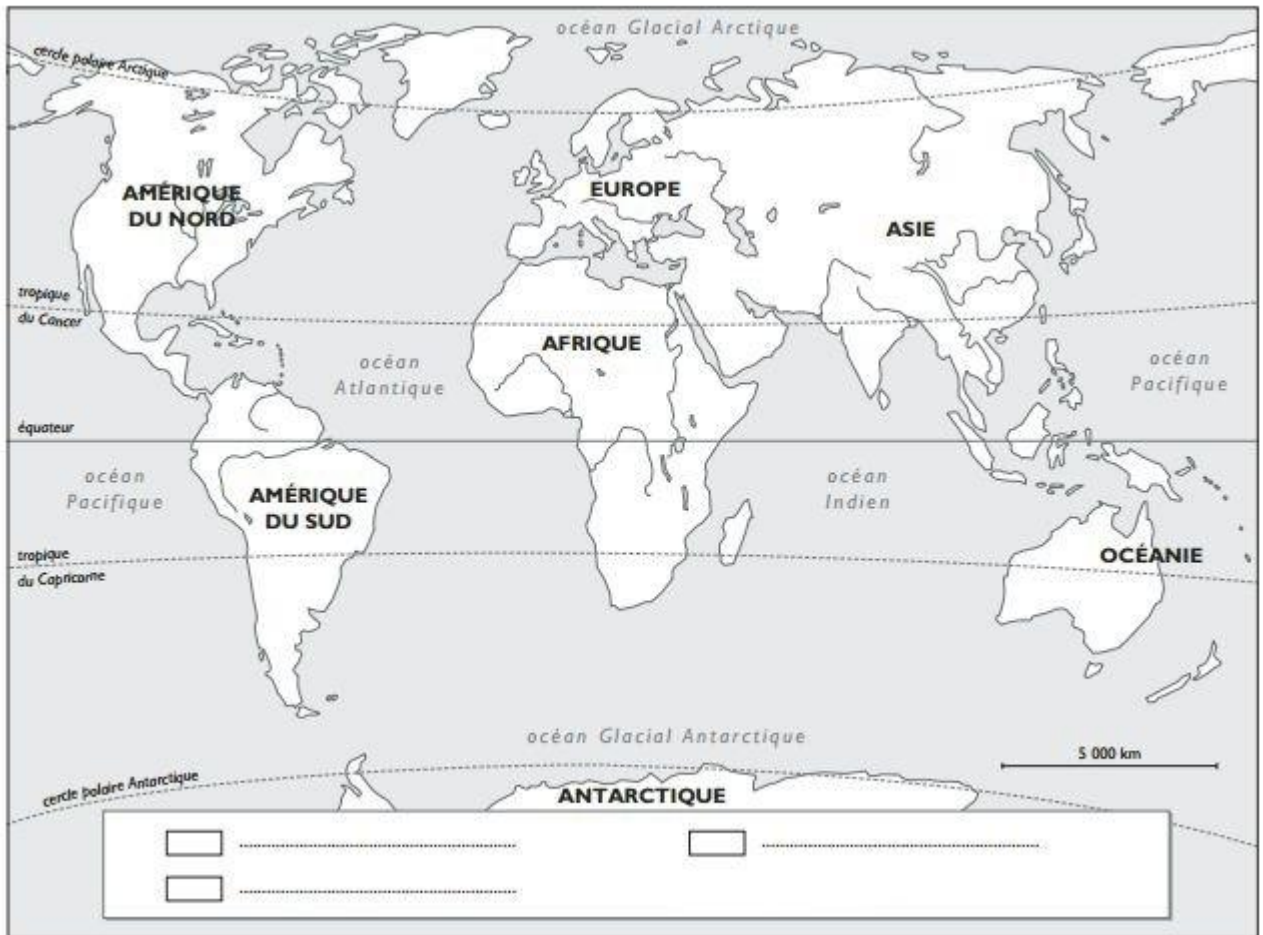 océan Glacial Arctique
cercle polaire Arctique
AMÉRIQUE
DU NORD
EUROPE
ASIE
tropique
du Cancer
AFRIQUE
océan
Atlantique
océan
Pacifique
équateur
océan
Pacifique
AMÉRIQUE
DU SUD
océan
Indien
tropique
du Capricorne
OCÉANIE
océan Glacial Antarctique
5 000 km
cercle polaire Antarctique
ANTARCTIQUE